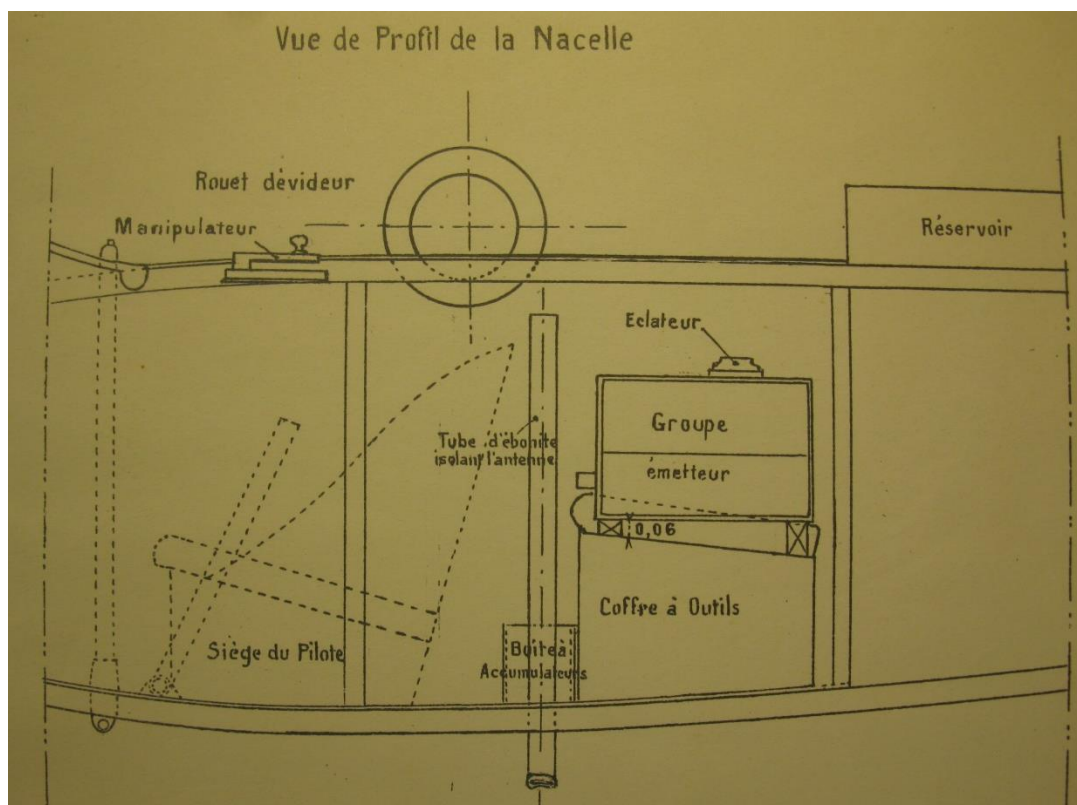 Vue de Profil de la Nacelle
Rouet dévideur
Manipulateur
Réservoir
Eclateur
Groupe
émetteur
Tube d'ébonite
isolant l'antenne
0,06
Coffre à Outils
Siège du Pilote
Boite à
Accumulateurs